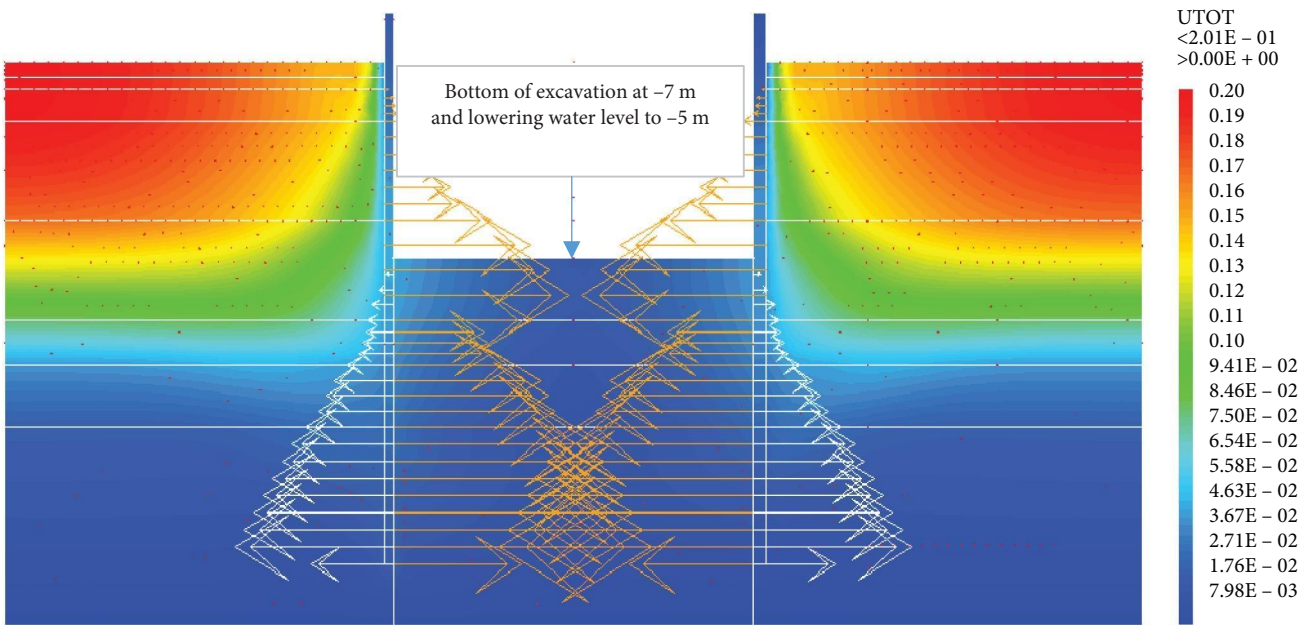 Bottom of excavation at –7 m
and lowering water level to –5 m
UTOT
<2.01E – 01
>0.00E + 00
0.20
0.19
0.18
0.17
0.16
0.15
0.14
0.13
0.12
0.11
0.10
9.41E – 02
8.46E – 02
7.50E – 02
6.54E – 02
5.58E – 02
4.63E – 02
3.67E – 02
2.71E – 02
1.76E – 02
7.98E – 03